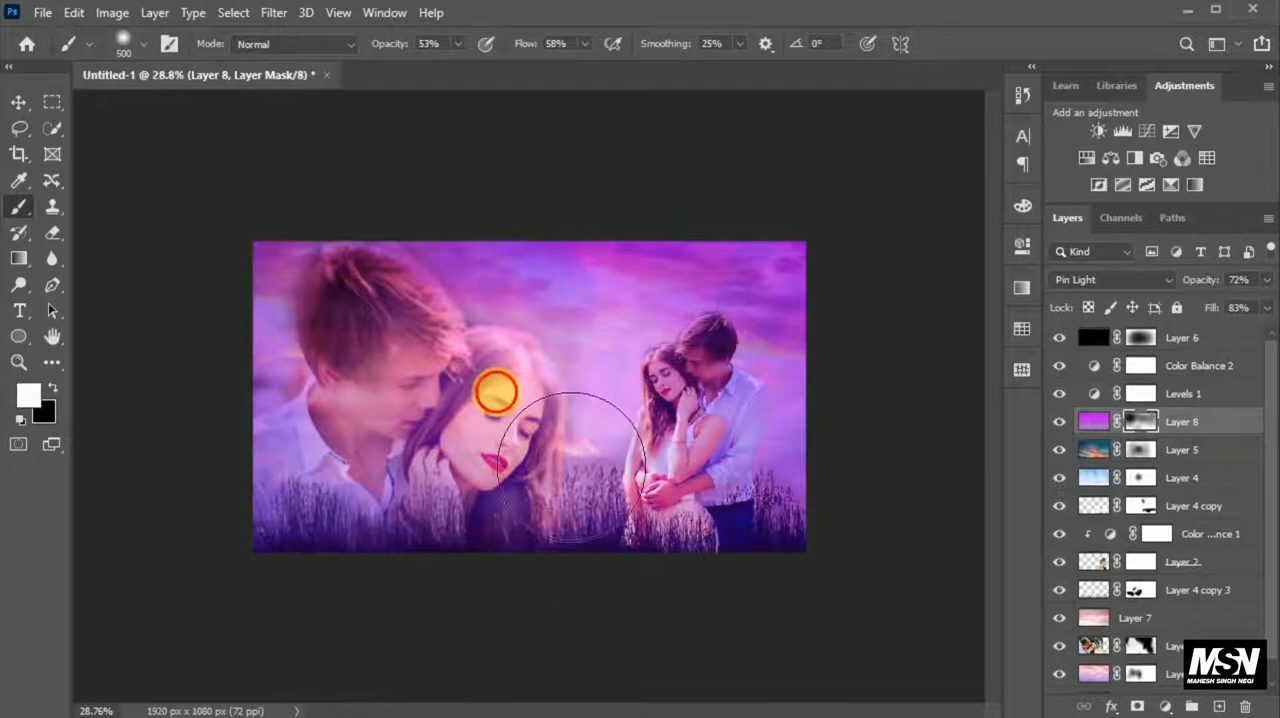 Ps File Edit Image Layer Type Select Filter 3D View Window Help
500 Mode: Normal Opacity: 53% Flow: 58% Smoothing: 25% 0°
Untitled-1 @ 28.8% (Layer 8, Layer Mask/8) * ×
Learn Libraries Adjustments
Add an adjustment
Layers Channels Paths
Kind
Pin Light Opacity: 72%
Lock: Fill: 83%
Layer 6
Color Balance 2
Levels 1
Layer 8
Layer 5
Layer 4
Layer 4 copy
Color ...nce 1
Layer 2
Layer 4 copy 3
Layer 7
MSN
MAHESH SINGH NEGI
28.76% 1920 px x 1080 px (72 ppi)